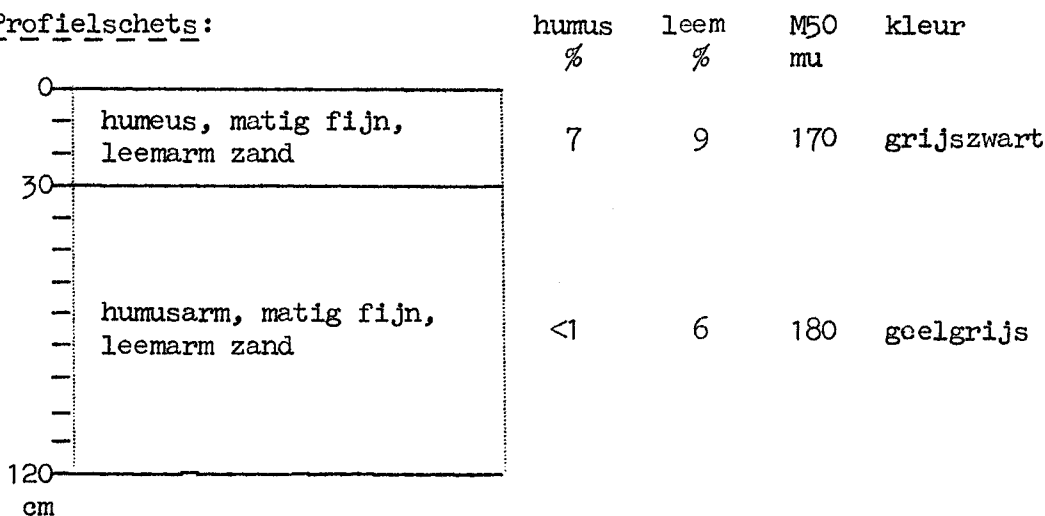 Profielschets: humus leem M50 kleur
% % mu
0
humeus, matig fijn,
leemarm zand
7 9 170 grijszwart
30
humusarm, matig fijn,
leemarm zand
<1 6 180 geelgrijs
120
cm